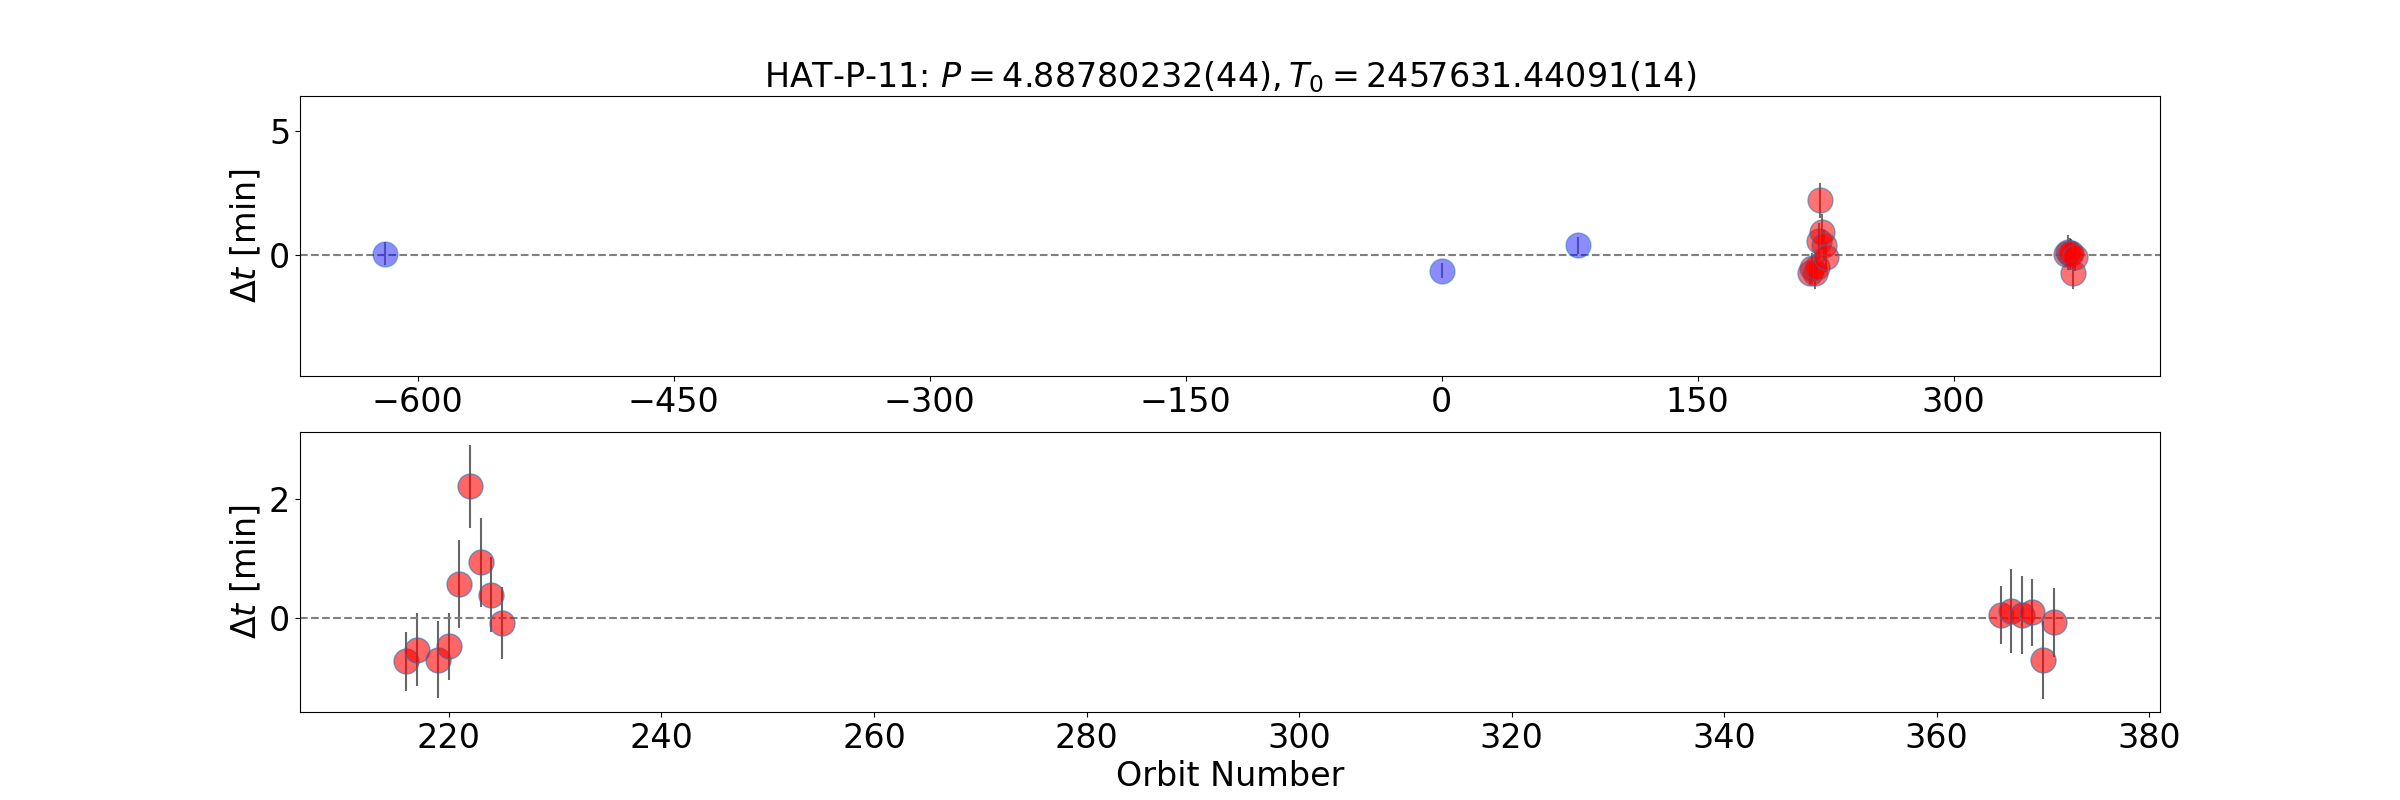 HAT-P-11: P = 4.88780232(44), T₀ = 2457631.44091(14)
Δt [min]
5
0
−600 −450 −300 −150 0 150 300
Δt [min]
2
0
220 240 260 280 300 320 340 360 380
Orbit Number